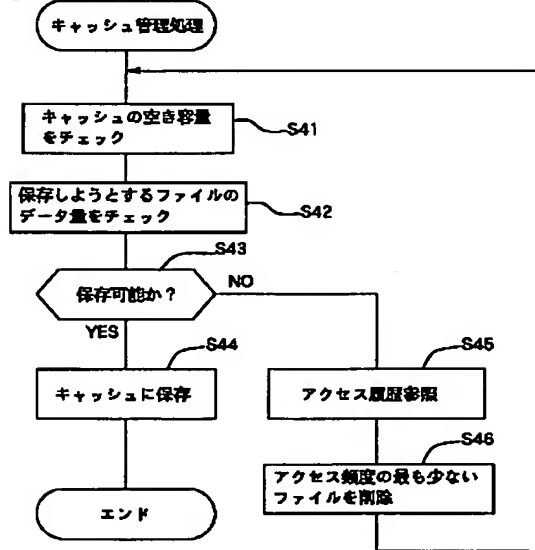 キャッシュ管理処理
キャッシュの空き容量
をチェック
S41
保存しようとするファイルの
データ量をチェック
S42
S43
保存可能か?
NO
YES
S44
キャッシュに保存
S45
アクセス履歴参照
S46
アクセス頻度の最も少ない
ファイルを削除
エンド